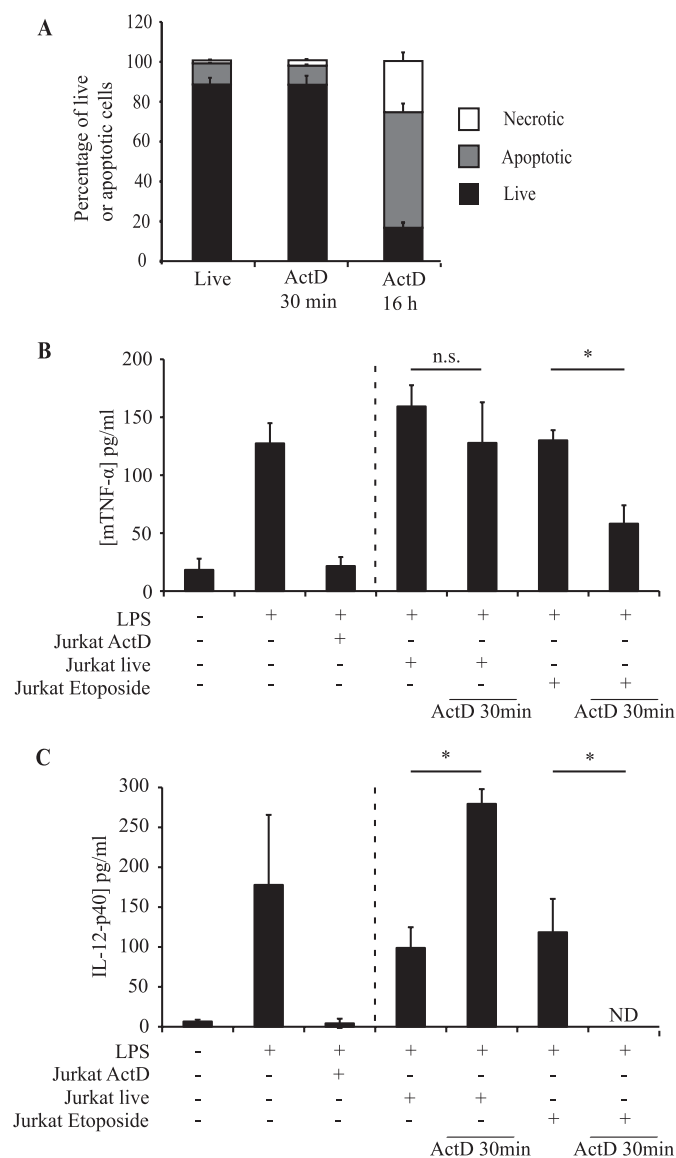 A
120
100
80
60
40
20
0
Percentage of live
or apoptotic cells
Live
ActD
30 min
ActD
16 h
Necrotic
Apoptotic
Live
B
200
150
100
50
0
[mTNF-α] pg/ml
n.s.
*
LPS - + + + + + +
Jurkat ActD - - + - - - -
Jurkat live - - - + + - -
Jurkat Etoposide - - - - - + +
ActD 30min ActD 30min
C
300
250
200
150
100
50
0
IL-12-p40] pg/ml
*
*
ND
LPS - + + + + + +
Jurkat ActD - - + - - - -
Jurkat live - - - + + - -
Jurkat Etoposide - - - - - + +
ActD 30min ActD 30min